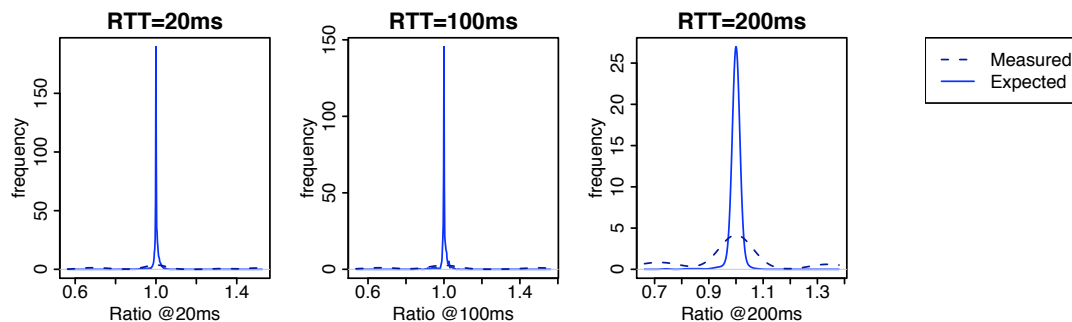 RTT=20ms
frequency
0
50
100
150
0.6 1.0 1.4
Ratio @20ms
RTT=100ms
frequency
0
50
100
150
0.6 1.0 1.4
Ratio @100ms
RTT=200ms
frequency
0
5
10
15
20
25
0.7 0.9 1.1 1.3
Ratio @200ms
Measured
Expected